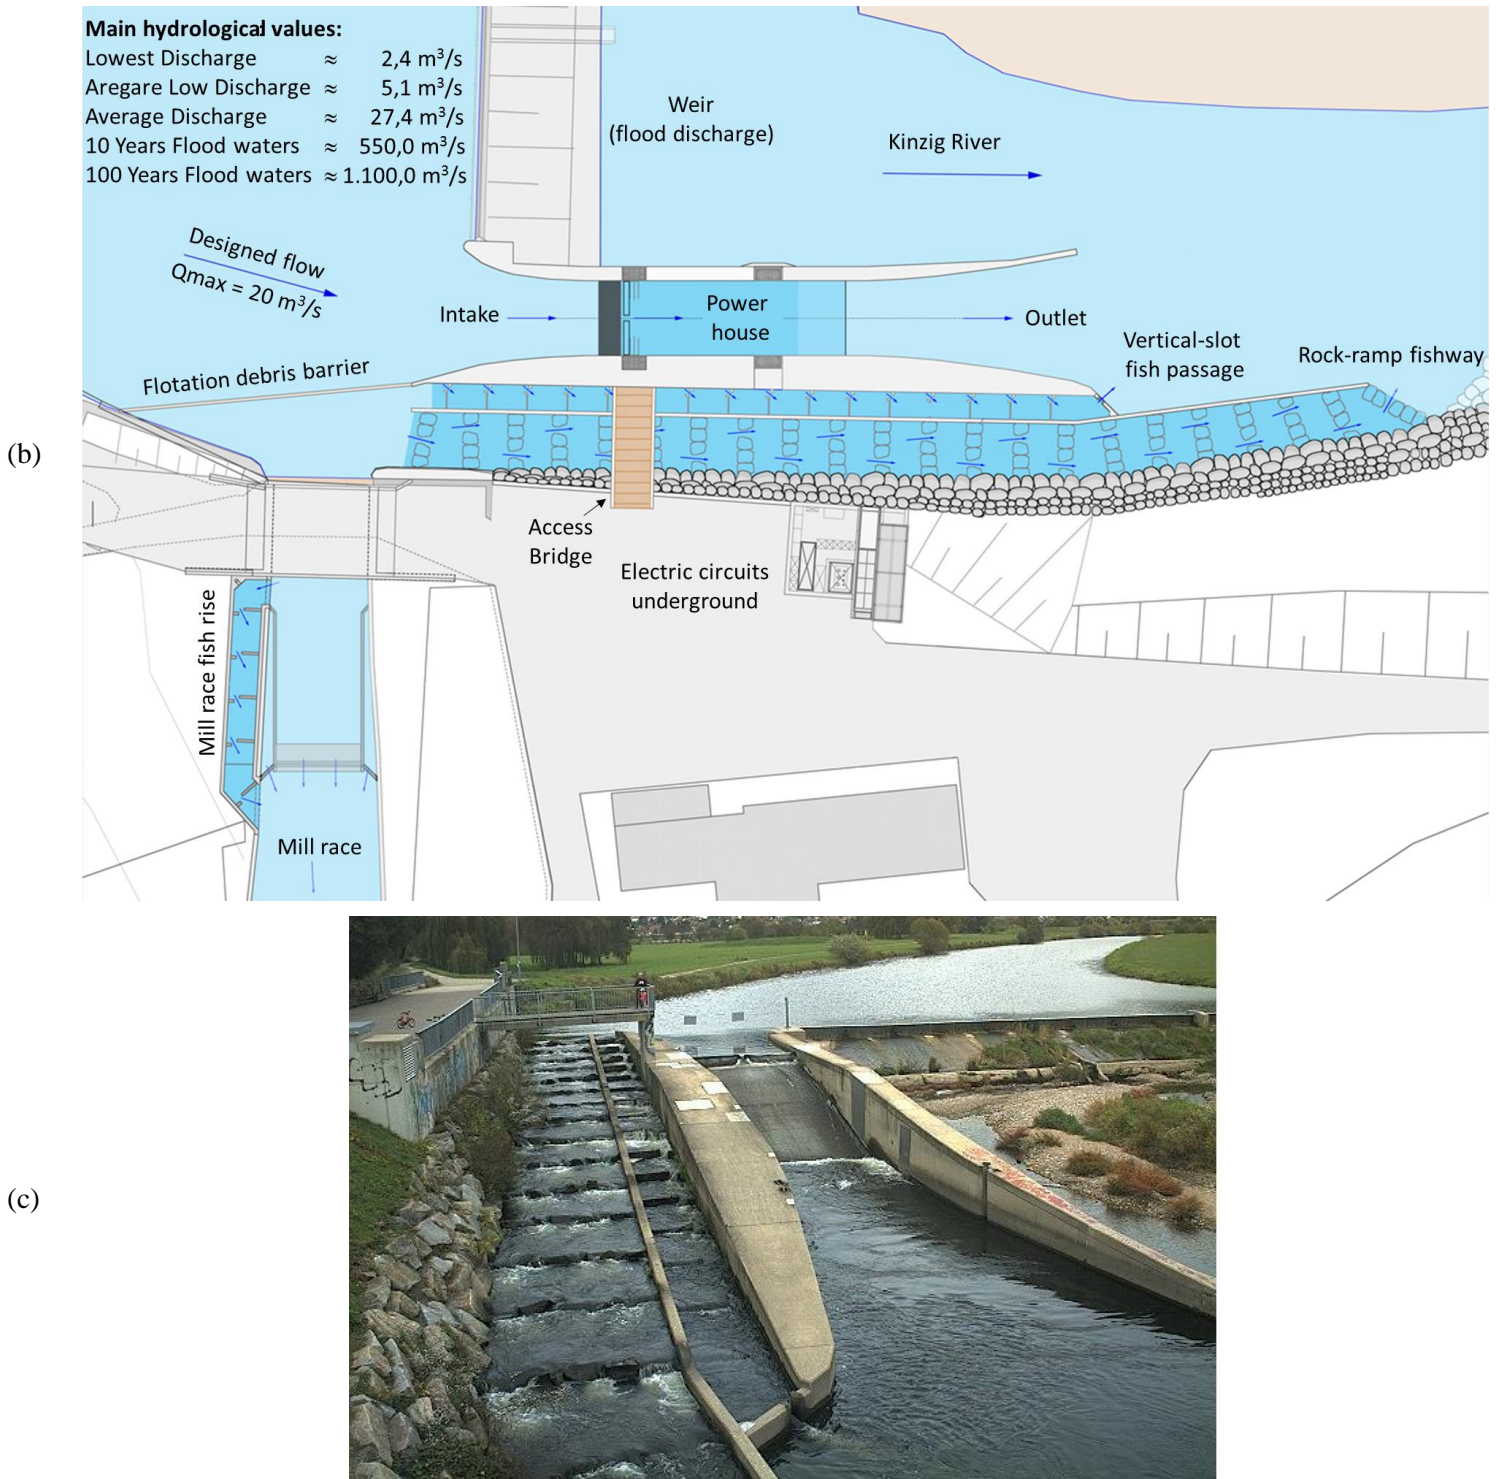 Main hydrological values:
Lowest Discharge ≈ 2,4 m³/s
Aregare Low Discharge ≈ 5,1 m³/s
Average Discharge ≈ 27,4 m³/s
10 Years Flood waters ≈ 550,0 m³/s
100 Years Flood waters ≈ 1.100,0 m³/s
Weir
(flood discharge)
Kinzig River
Designed flow
Qmax = 20 m³/s
Intake
Power
house
Outlet
Vertical-slot
fish passage
Rock-ramp fishway
Flotation debris barrier
(b)
Access
Bridge
Electric circuits
underground
Mill race fish rise
Mill race
(c)